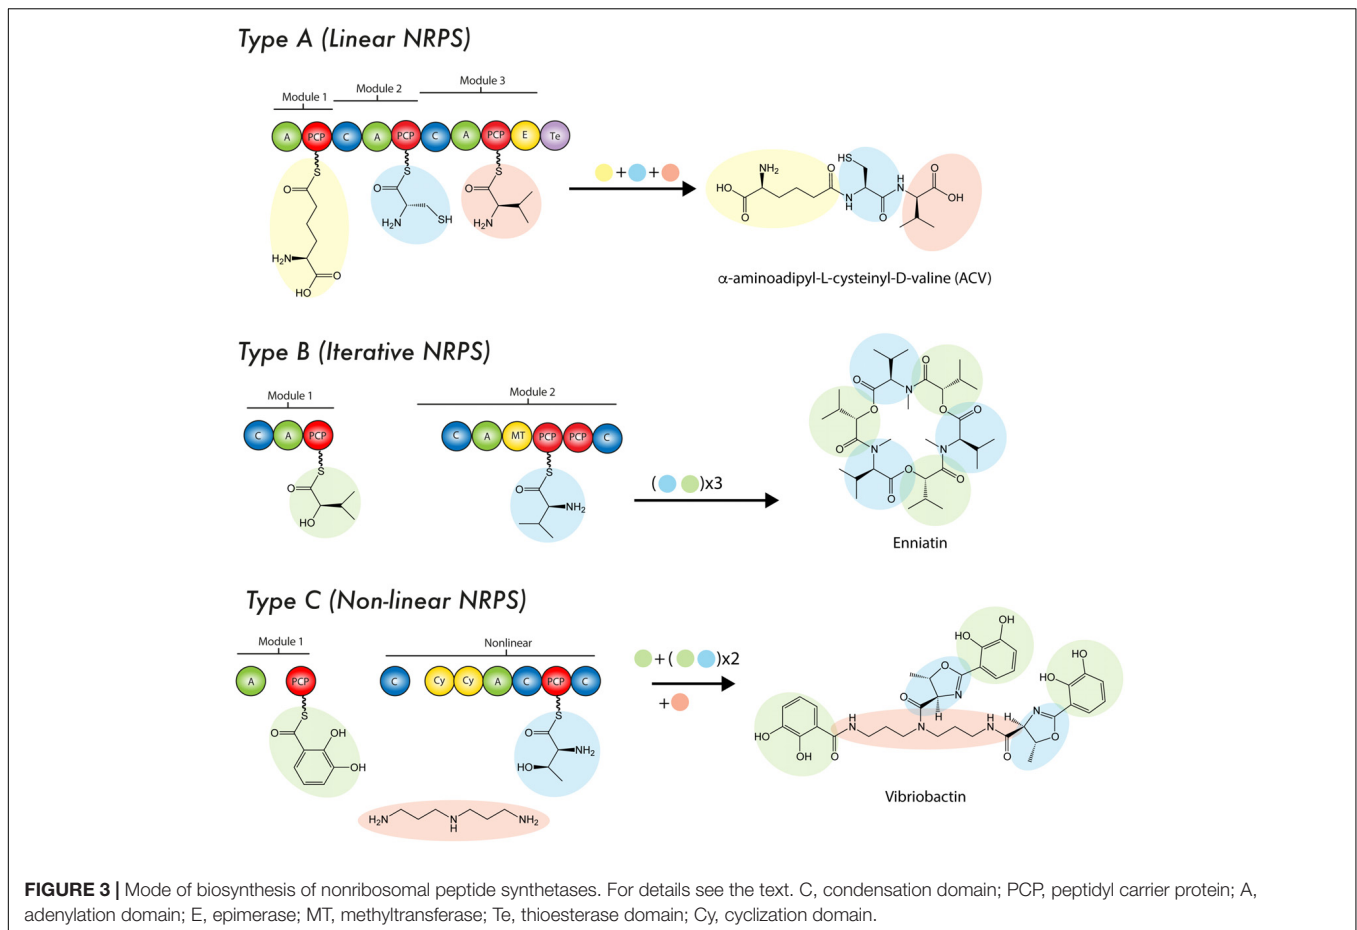 Type A (Linear NRPS)
Module 1
Module 2
Module 3
A PCP C A PCP C A PCP E Te
S S S
O
O
O
H₂N
SH
H₂N
H₂N
O
HO
+ +
HO
O
NH₂
O
N
H
HS
O
H
N
O
OH
α-aminoadipyl-L-cysteinyl-D-valine (ACV)
Type B (Iterative NRPS)
Module 1
Module 2
C A PCP
C A MT PCP PCP C
S
O
HO
S
O
NH₂
( )x3
O
N
O
O
O
O
O
N
N
O
O
O
O
O
Enniatin
Type C (Non-linear NRPS)
Module 1
Nonlinear
A PCP
C Cy Cy A C PCP C
S
O
OH
OH
S
O
NH₂
HO
H₂N
N
H
NH₂
+( )x2
+
HO
OH
O
H
N
N
O
H
O
N
HO
OH
H
N
O
H
N
O
HO
OH
Vibriobactin
FIGURE 3 | Mode of biosynthesis of nonribosomal peptide synthetases. For details see the text. C, condensation domain; PCP, peptidyl carrier protein; A,
adenylation domain; E, epimerase; MT, methyltransferase; Te, thioesterase domain; Cy, cyclization domain.